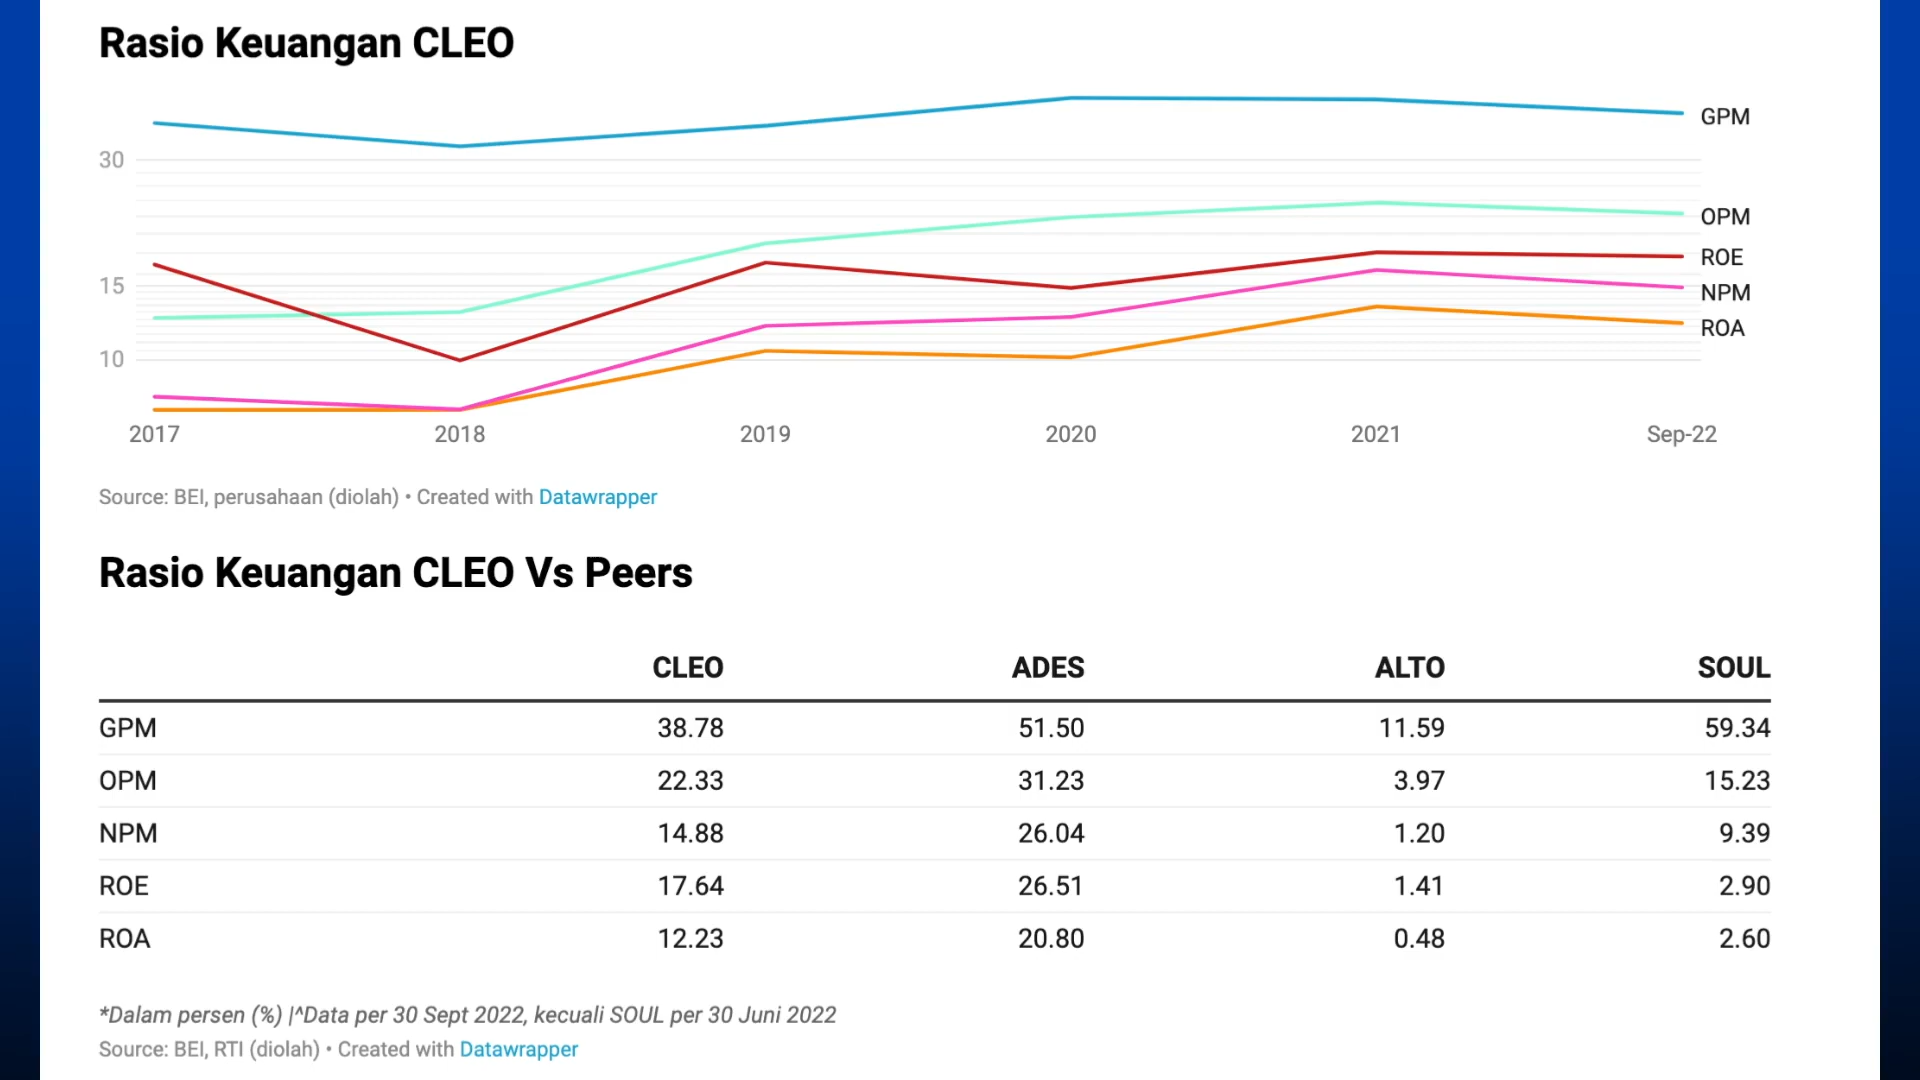 Rasio Keuangan CLEO
GPM
30
OPM
ROE
15
NPM
ROA
10
2017 2018 2019 2020 2021 Sep-22
Source: BEI, perusahaan (diolah) • Created with Datawrapper
Rasio Keuangan CLEO Vs Peers
CLEO ADES ALTO SOUL
GPM 38.78 51.50 11.59 59.34
OPM 22.33 31.23 3.97 15.23
NPM 14.88 26.04 1.20 9.39
ROE 17.64 26.51 1.41 2.90
ROA 12.23 20.80 0.48 2.60
*Dalam persen (%) |^Data per 30 Sept 2022, kecuali SOUL per 30 Juni 2022
Source: BEI, RTI (diolah) • Created with Datawrapper